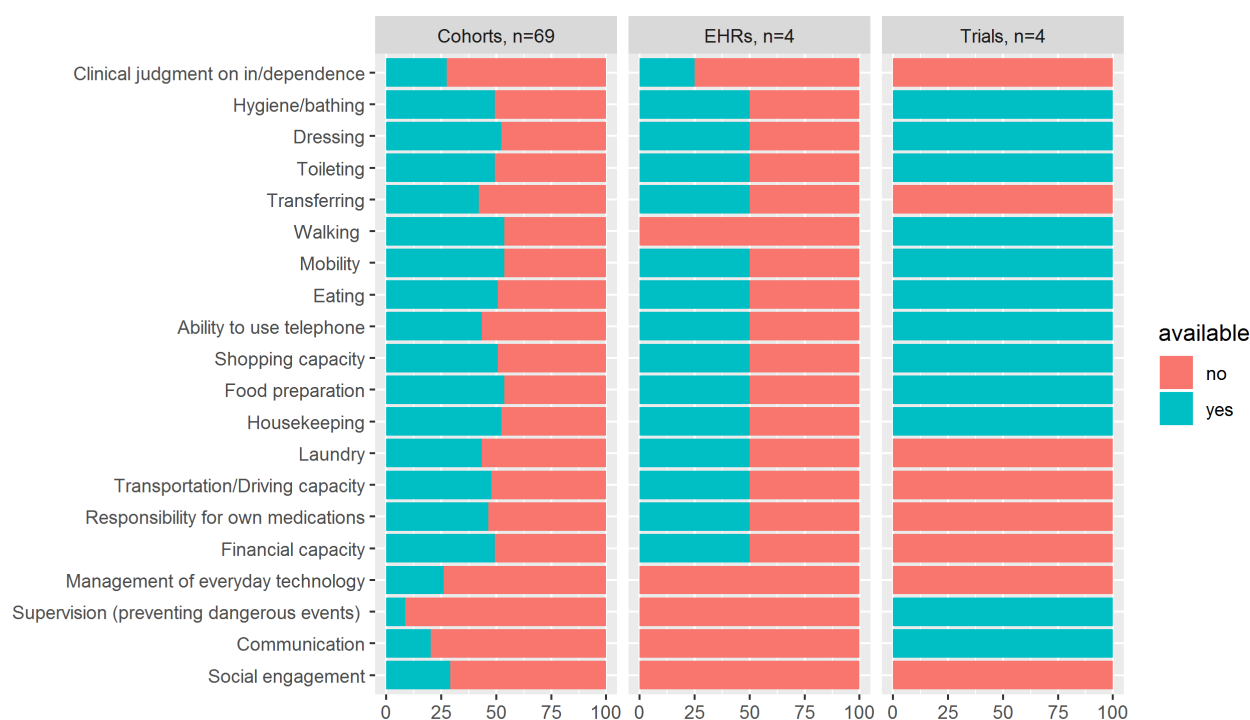 Cohorts, n=69
EHRs, n=4
Trials, n=4
Clinical judgment on in/dependence
Hygiene/bathing
Dressing
Toileting
Transferring
Walking
Mobility
Eating
Ability to use telephone
Shopping capacity
Food preparation
Housekeeping
Laundry
Transportation/Driving capacity
Responsibility for own medications
Financial capacity
Management of everyday technology
Supervision (preventing dangerous events)
Communication
Social engagement
0 25 50 75 100
0 25 50 75 100
0 25 50 75 100
available
no
yes